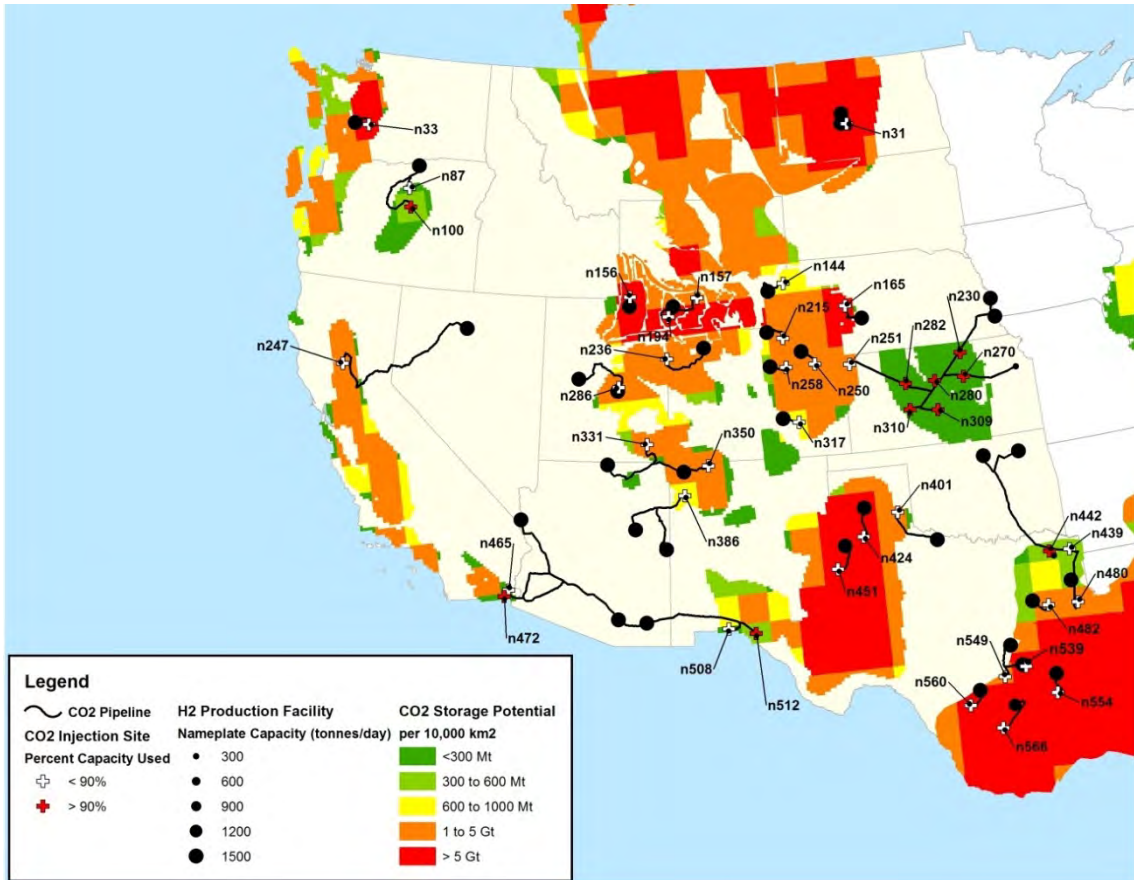 n33
n31
n87
n100
n144
n156
n157
n165
n230
n215
n282
n251
n194
n247
n236
n270
n280
n258
n250
n286
n310
n309
n317
n331
n350
n401
n442
n439
n465
n386
n424
n480
n451
n472
n482
n549
n539
n508
n560
n554
n512
n566
Legend
CO2 Pipeline
CO2 Injection Site
Percent Capacity Used
< 90%
> 90%
H2 Production Facility
Nameplate Capacity (tonnes/day)
300
600
900
1200
1500
CO2 Storage Potential
per 10,000 km2
<300 Mt
300 to 600 Mt
600 to 1000 Mt
1 to 5 Gt
> 5 Gt